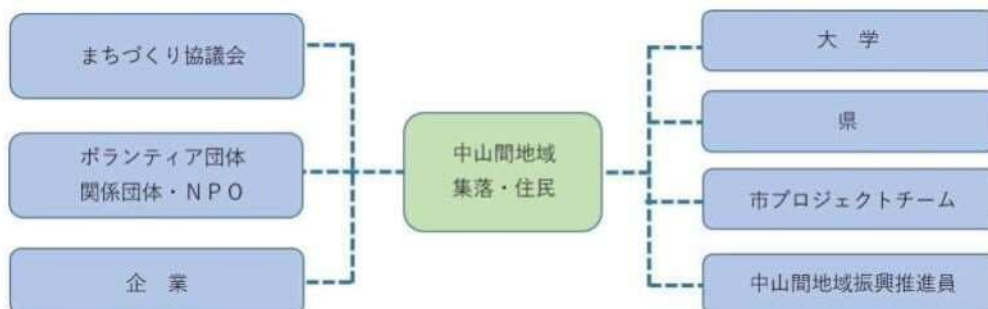 まちづくり協議会
ボランティア団体
関係団体・ＮＰＯ
企　業
中山間地域
集落・住民
大　学
県
市プロジェクトチーム
中山間地域振興推進員